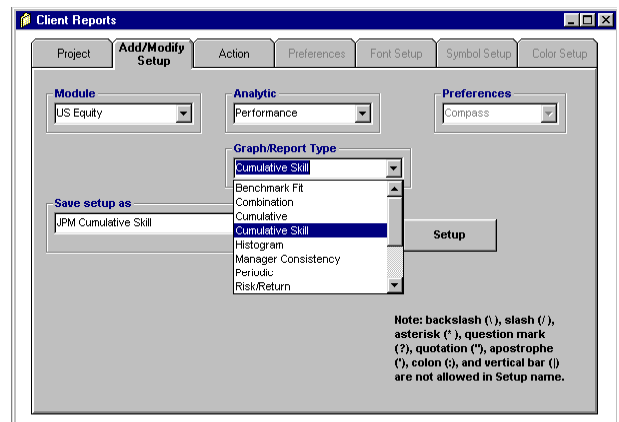 Client Reports
Project
Add/Modify
Setup
Action
Preferences
Font Setup
Symbol Setup
Color Setup
Module
US Equity
Analytic
Performance
Preferences
Compass
Graph/Report Type
Cumulative Skill
Benchmark Fit
Combination
Cumulative
Cumulative Skill
Histogram
Manager Consistency
Periodic
Risk/Return
Save setup as
JPM Cumulative Skill
Setup
Note: backslash (\), slash (/),
asterisk (*), question mark
(?), quotation ("), apostrophe
('), colon (:), and vertical bar (|)
are not allowed in Setup name.